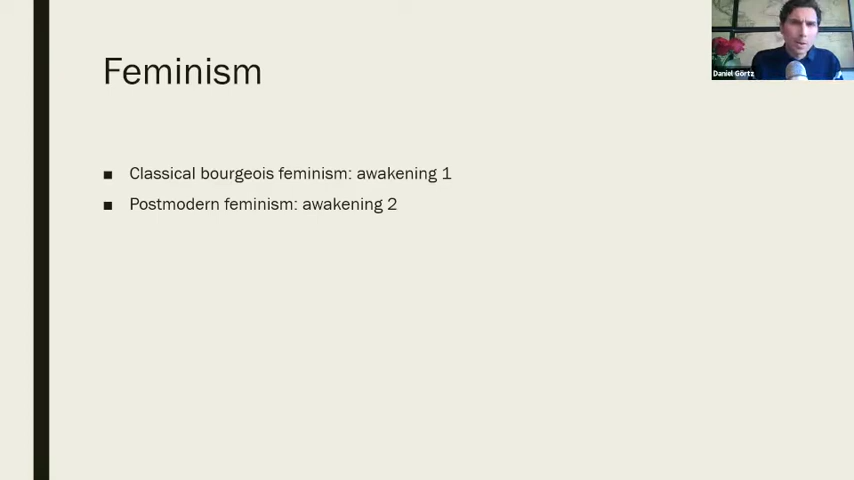 Feminism
Daniel Görtz
■ Classical bourgeois feminism: awakening 1
■ Postmodern feminism: awakening 2